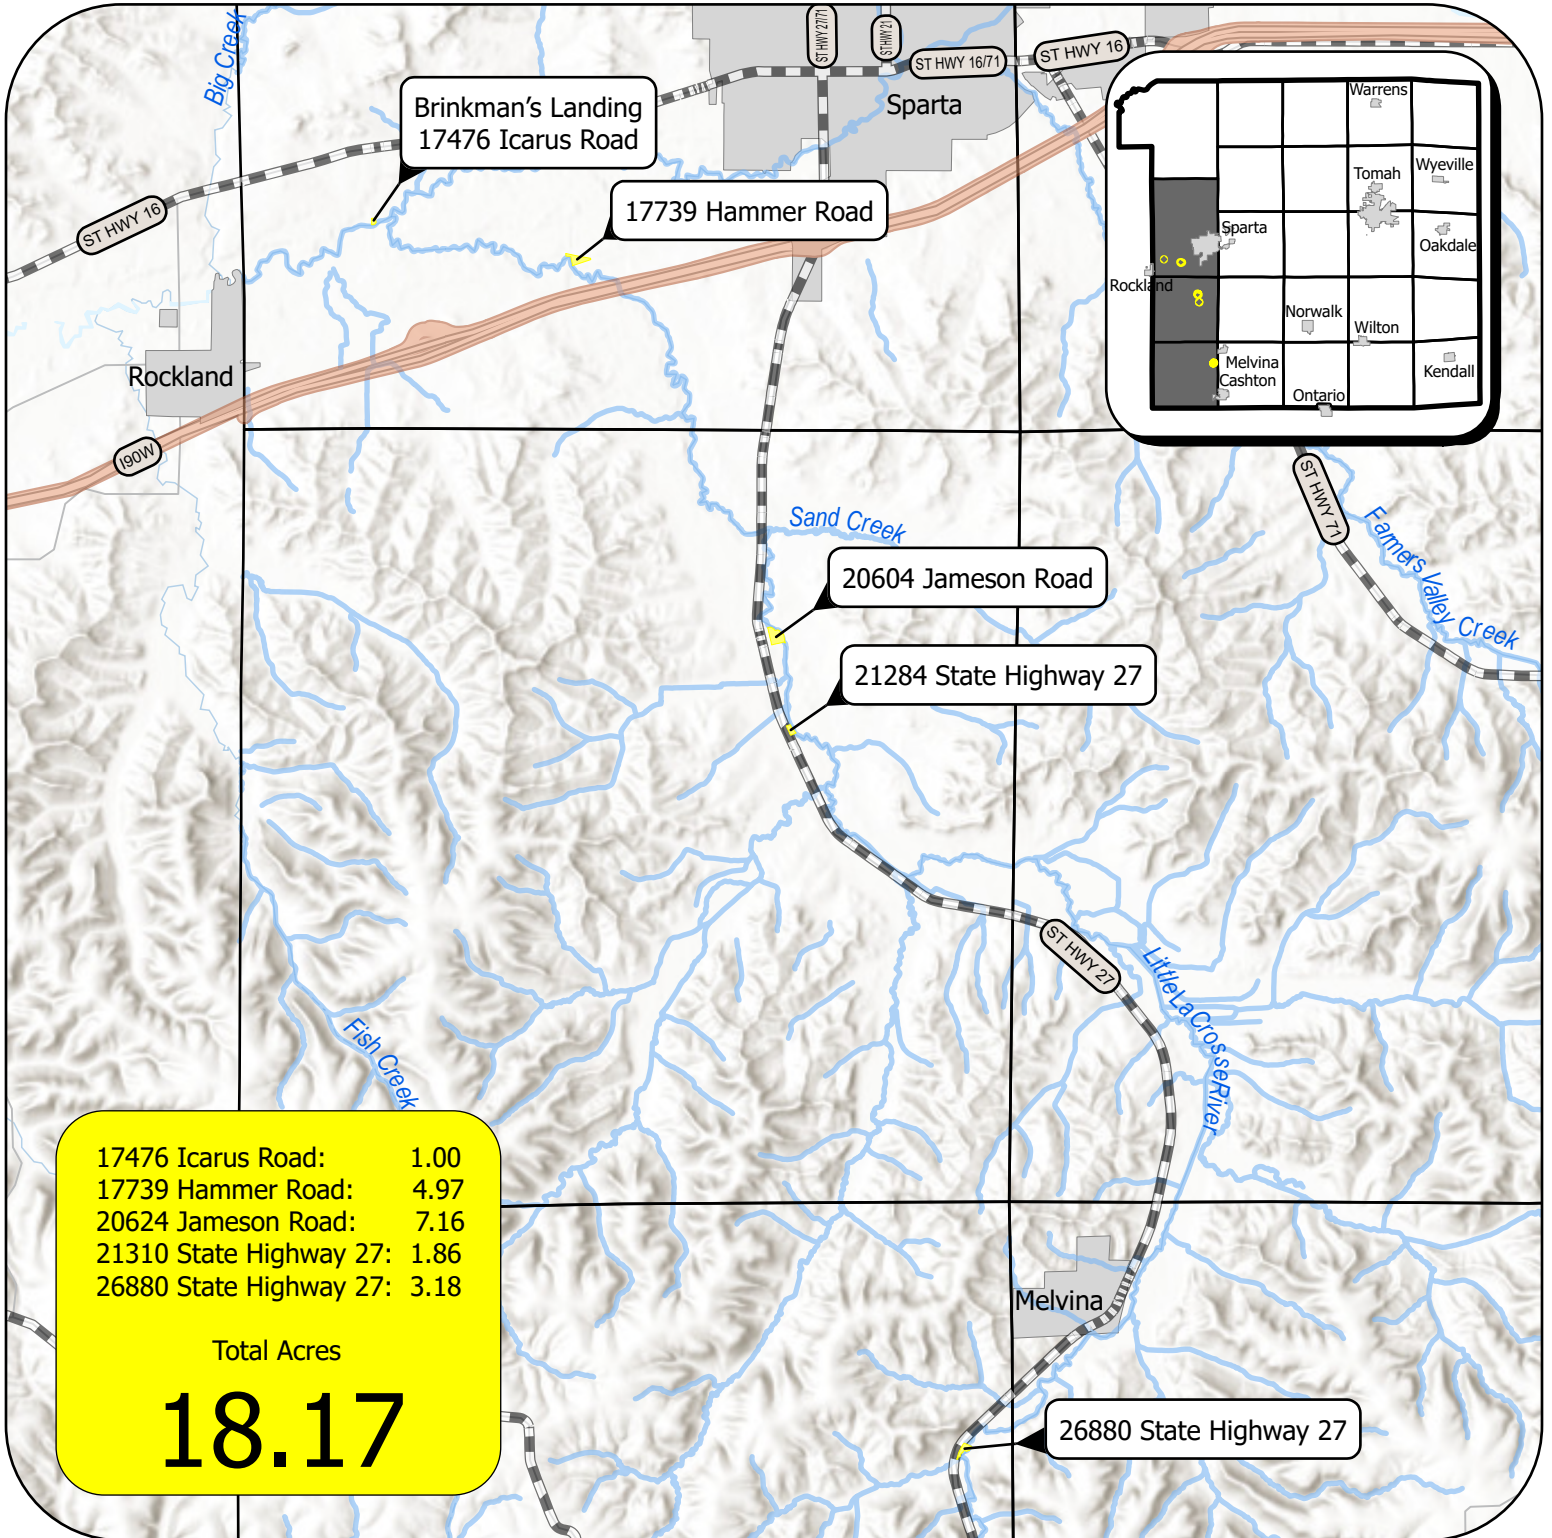 Big Creek
ST HWY 27/71
ST HWY 21
ST HWY 16/71
ST HWY 16
Sparta
Brinkman's Landing
17476 Icarus Road
17739 Hammer Road
ST HWY 16
Rockland
I90W
Warrens
Wyeville
Tomah
Sparta
Oakdale
Rockland
Norwalk
Wilton
Melvina
Cashton
Kendall
Ontario
ST HWY 71
Farmers Valley Creek
Sand Creek
20604 Jameson Road
21284 State Highway 27
ST HWY 27
LittleLaCrosseRiver
Fish Creek
17476 Icarus Road: 1.00
17739 Hammer Road: 4.97
20624 Jameson Road: 7.16
21310 State Highway 27: 1.86
26880 State Highway 27: 3.18
Total Acres
18.17
Melvina
26880 State Highway 27